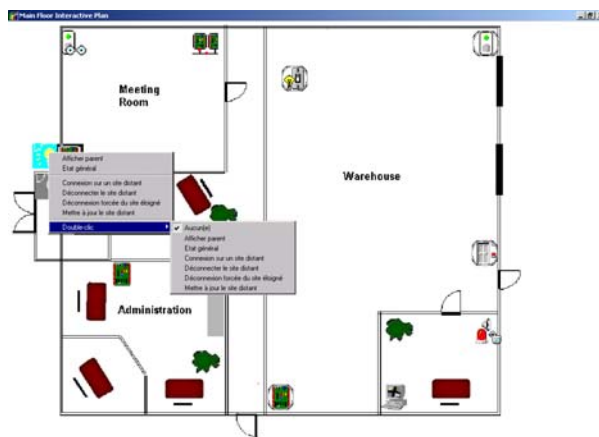 Main Floor Interactive Plan
Meeting
Room
Warehouse
Afficher parent
Etat général
Connexion sur un site distant
Déconnecter le site distant
Déconnexion forcée du site éloigné
Mettre à jour le site distant
Double-clic
Aucun(e)
Afficher parent
Etat général
Connexion sur un site distant
Déconnecter le site distant
Déconnexion forcée du site éloigné
Mettre à jour le site distant
Administration